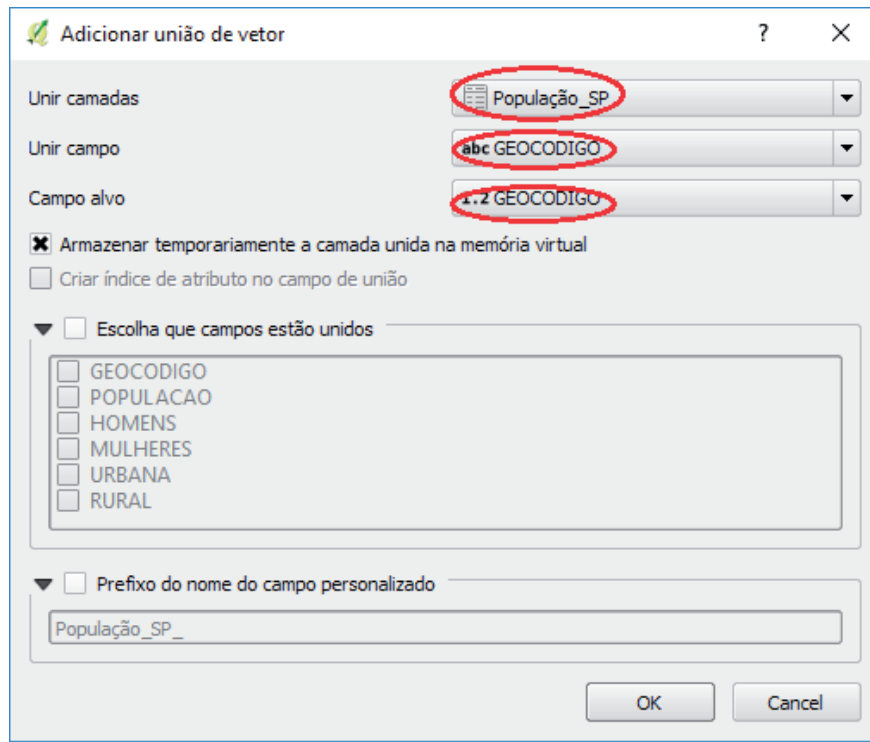 Adicionar união de vetor ?
Unir camadas População_SP
Unir campo abc GEOCODIGO
Campo alvo 1.2 GEOCODIGO
Armazenar temporariamente a camada unida na memória virtual
Criar índice de atributo no campo de união
Escolha que campos estão unidos
GEOCODIGO
POPULACAO
HOMENS
MULHERES
URBANA
RURAL
Prefixo do nome do campo personalizado
População_SP_
OK Cancel